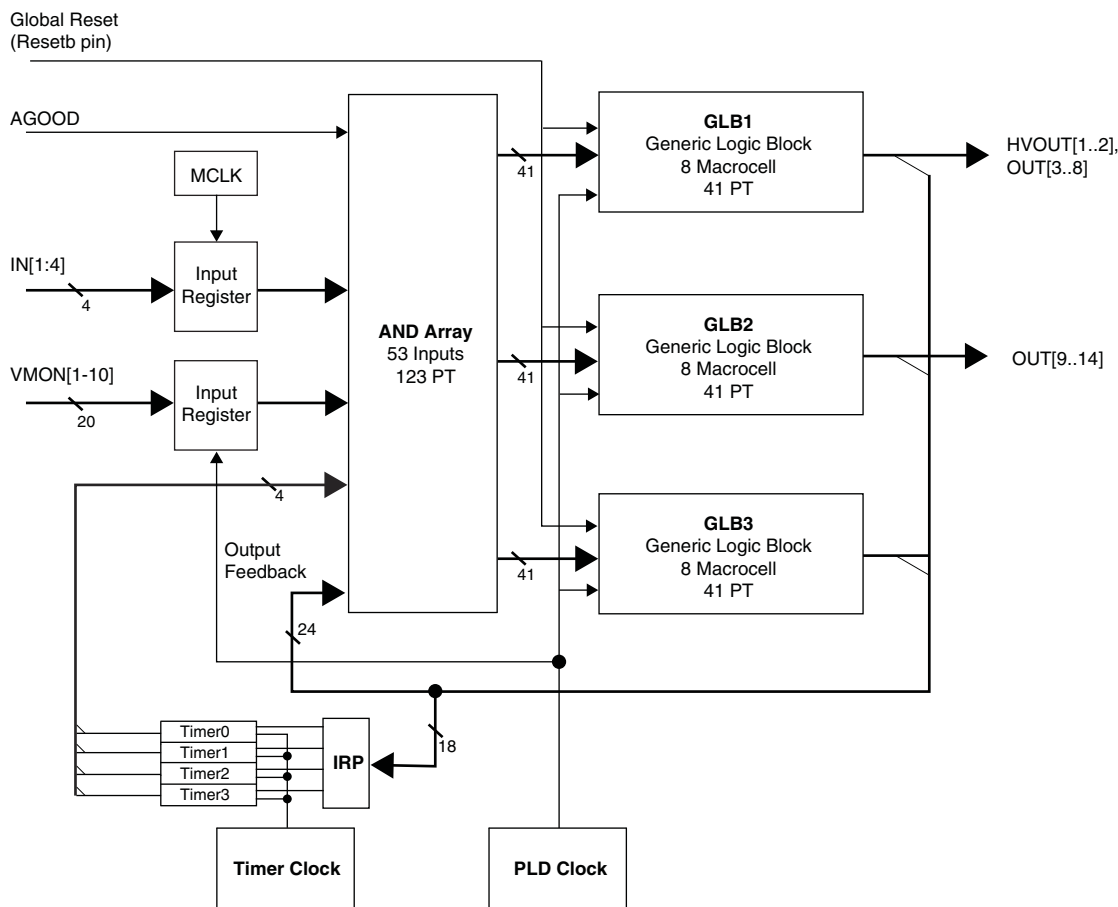 Global Reset
(Resetb pin)
AGOOD
MCLK
IN[1:4]
4
Input
Register
VMON[1-10]
20
Input
Register
4
Output
Feedback
24
AND Array
53 Inputs
123 PT
41
41
41
GLB1
Generic Logic Block
8 Macrocell
41 PT
HVOUT[1..2],
OUT[3..8]
GLB2
Generic Logic Block
8 Macrocell
41 PT
OUT[9..14]
GLB3
Generic Logic Block
8 Macrocell
41 PT
18
Timer0
Timer1
Timer2
Timer3
IRP
Timer Clock
PLD Clock